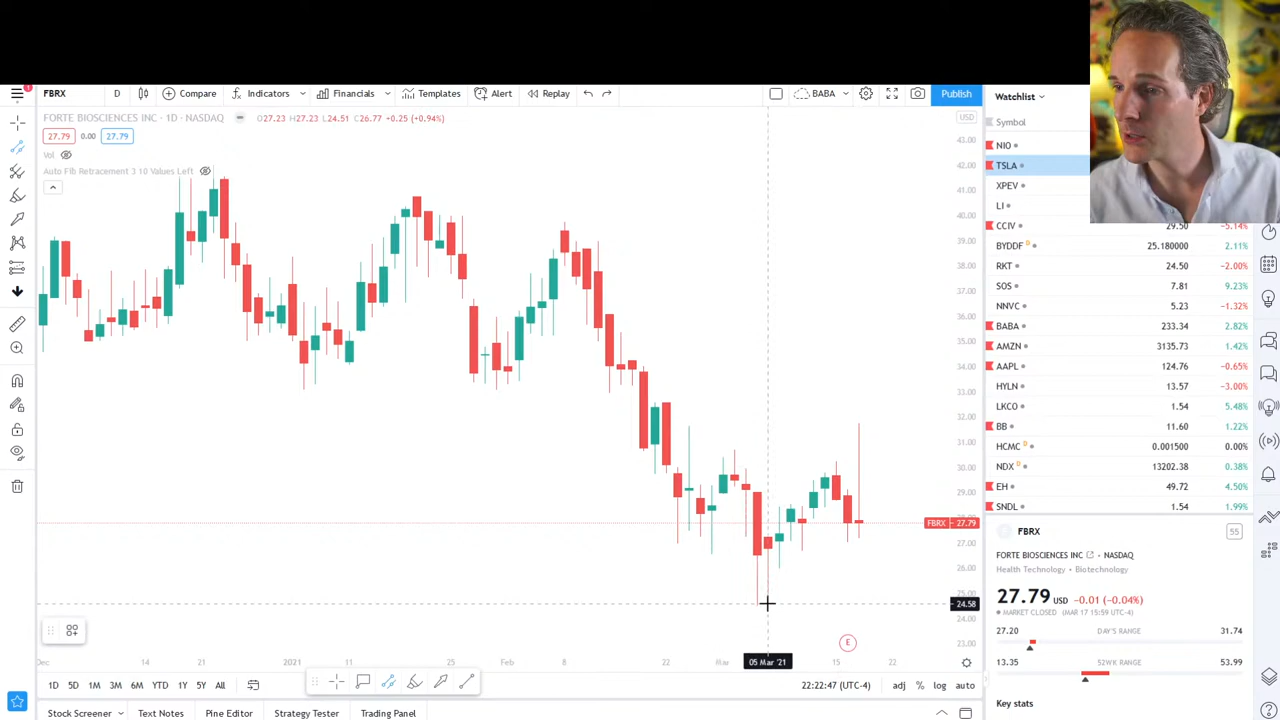 FBRX D Compare Indicators Financials Templates Alert Replay BABA Publish
FORTE BIOSCIENCES INC · 1D · NASDAQ O27.23 H27.23 L24.51 C26.77 +0.25 (+0.94%)
27.79 0.00 27.79
Vol
Auto Fib Retracement 3 10 Values Left
USD
43.00
42.00
41.00
40.00
39.00
38.00
37.00
36.00
35.00
34.00
33.00
32.00
31.00
30.00
29.00
FBRX 27.79
27.00
26.00
25.00
24.58
24.00
23.00
E
Dec 14 21 2021 11 25 Feb 8 22 Mar 05 Mar '21 15 22
1D 5D 1M 3M 6M YTD 1Y 5Y All
22:22:47 (UTC-4) adj % log auto
Stock Screener Text Notes Pine Editor Strategy Tester Trading Panel
1
Watchlist
Symbol
NIO
TSLA
XPEV
LI
CCIV 29.50 −5.14%
BYDDF D 25.180000 2.11%
RKT 24.50 −2.00%
SOS 7.81 9.23%
NNVC 5.23 −1.32%
BABA 233.34 2.82%
AMZN 3135.73 1.42%
AAPL 124.76 −0.65%
HYLN 13.57 −3.00%
LKCO 1.54 5.48%
BB 11.60 1.22%
HCMC D 0.001500 0.00%
NDX D 13202.38 0.38%
EH 49.72 4.50%
SNDL 1.54 1.99%
FBRX
55
FORTE BIOSCIENCES INC · NASDAQ
Health Technology · Biotechnology
27.79 USD −0.01 (−0.04%)
MARKET CLOSED (MAR 17 15:59 UTC-4)
27.20 DAY'S RANGE 31.74
13.35 52WK RANGE 53.99
Key stats